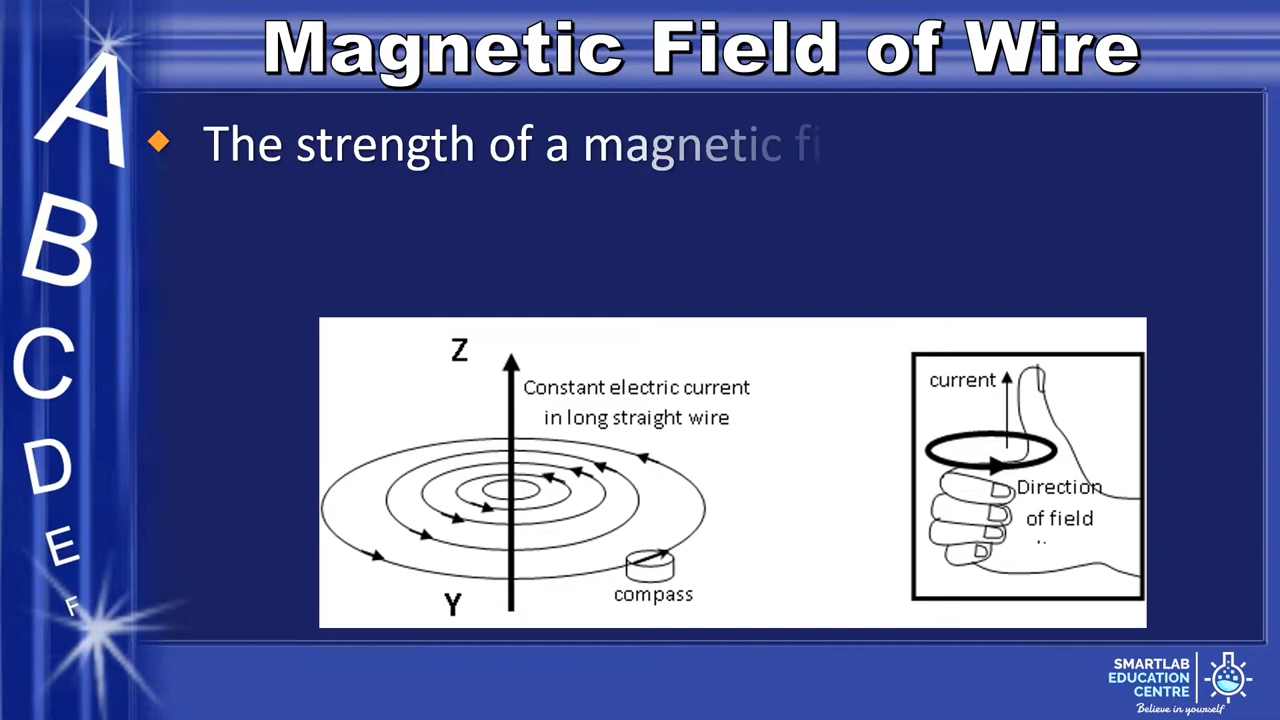 Magnetic Field of Wire
A
B
C
D
E
F
The strength of a magnetic fi
Z
Constant electric current
in long straight wire
Y
compass
current
Direction
of field
SMARTLAB
EDUCATION
CENTRE
Believe in yourself